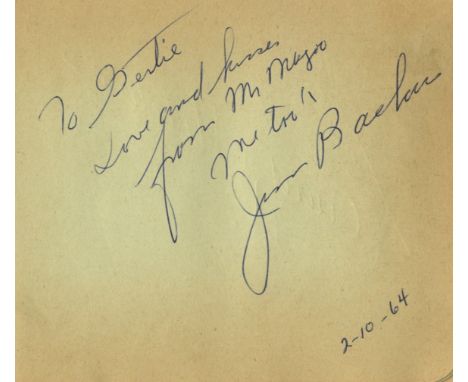 To Gertie
Love and kisses
from Mr Magoo
Me too!!
Jim Backus
2-10-64